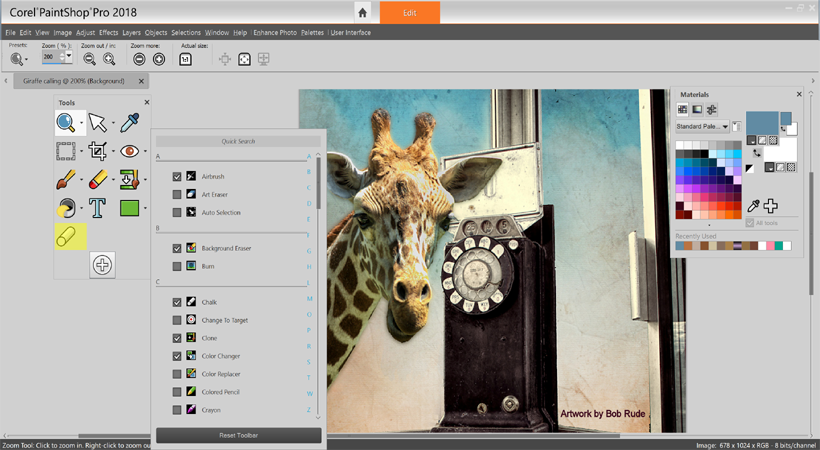 Corel®PaintShop®Pro 2018
Edit
File Edit View Image Adjust Effects Layers Objects Selections Window Help Enhance Photo Palettes User Interface
Presets: Zoom ( % ): Zoom out / in: Zoom more: Actual size:
200
1:1
Giraffe calling @ 200% (Background)
Tools
T
Quick Search
A
Airbrush
Art Eraser
Auto Selection
B
Background Eraser
Burn
C
Chalk
Change To Target
Clone
Color Changer
Color Replacer
Colored Pencil
Crayon
A
B
C
D
E
G
H
L
M
O
P
R
S
T
W
Z
Reset Toolbar
Materials
Standard Pale...
All tools
Recently Used
Artwork by Bob Rude
Zoom Tool: Click to zoom in. Right-click to zoom ou
Image: 678 x 1024 x RGB - 8 bits/channel